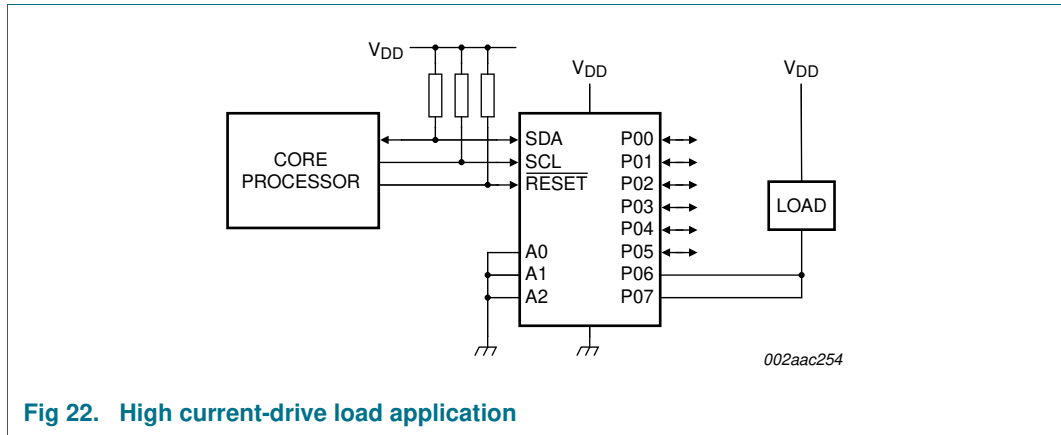 VDD
VDD
VDD
CORE
PROCESSOR
SDA
SCL
RESET
A0
A1
A2
P00
P01
P02
P03
P04
P05
P06
P07
LOAD
002aac254
Fig 22. High current-drive load application